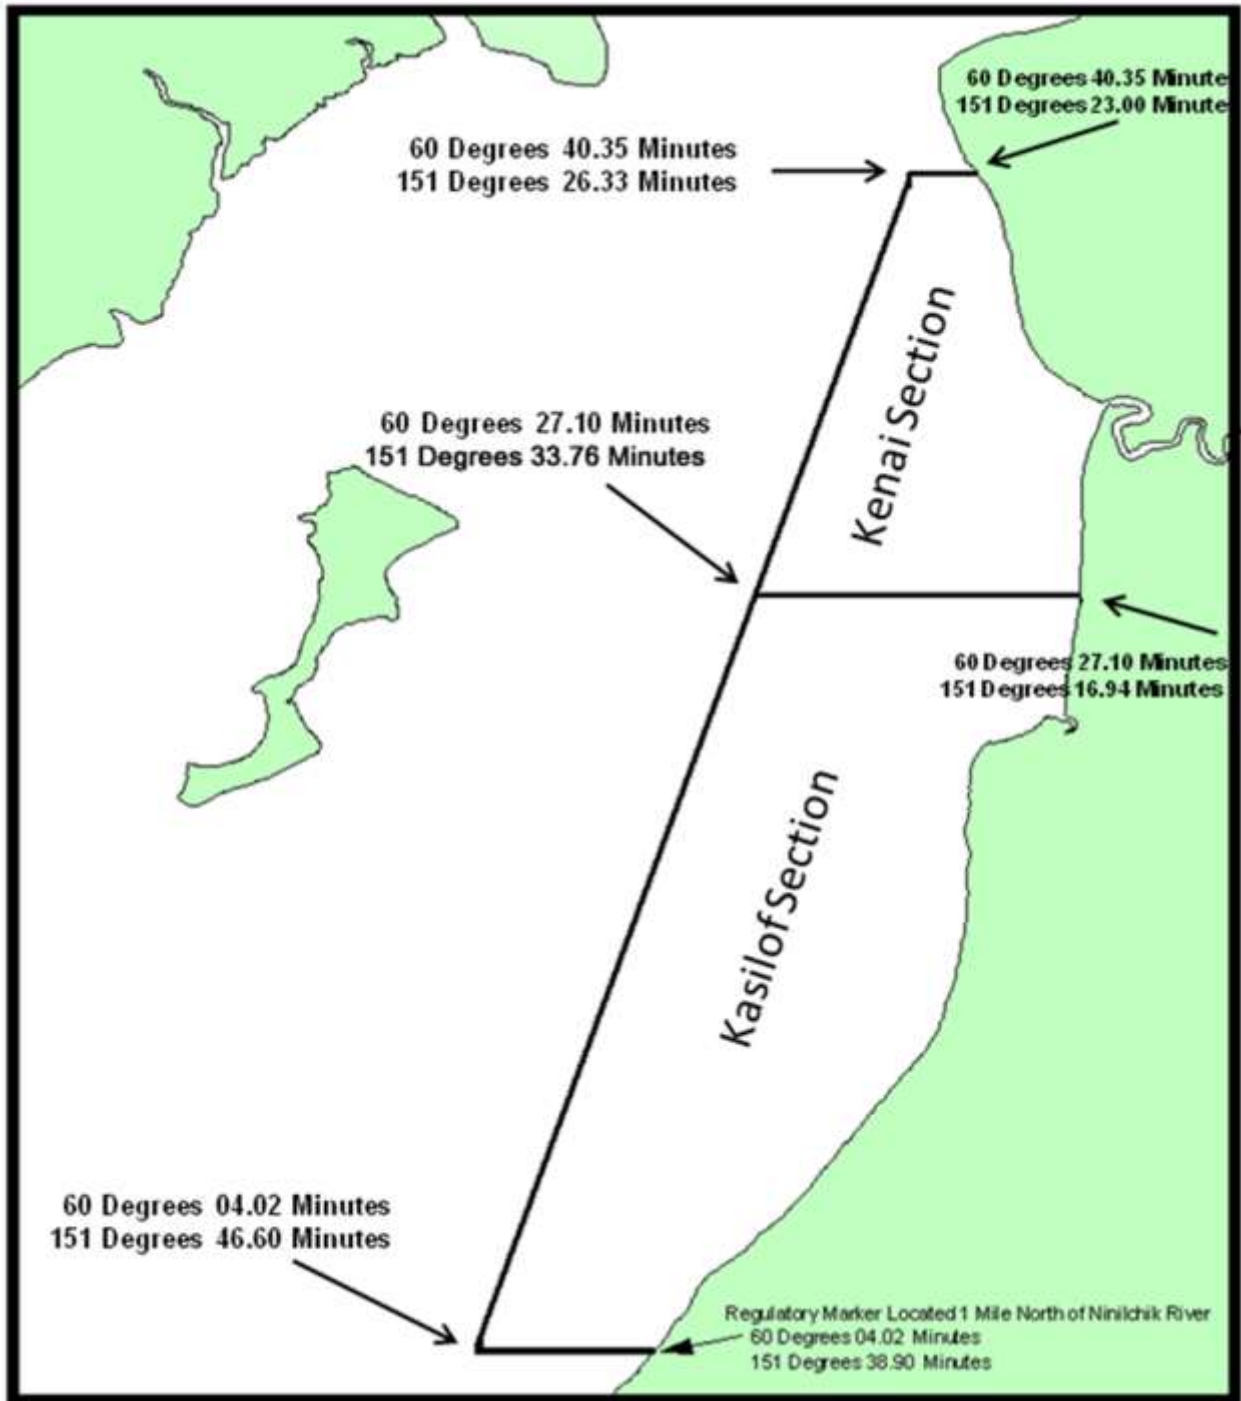 60 Degrees 40.35 Minute
151 Degrees 23.00 Minute
60 Degrees 40.35 Minutes
151 Degrees 26.33 Minutes
Kenai Section
60 Degrees 27.10 Minutes
151 Degrees 33.76 Minutes
60 Degrees 27.10 Minutes
151 Degrees 16.94 Minutes
Kasilof Section
60 Degrees 04.02 Minutes
151 Degrees 46.60 Minutes
Regulatory Marker Located 1 Mile North of Ninilchik River
60 Degrees 04.02 Minutes
151 Degrees 38.90 Minutes